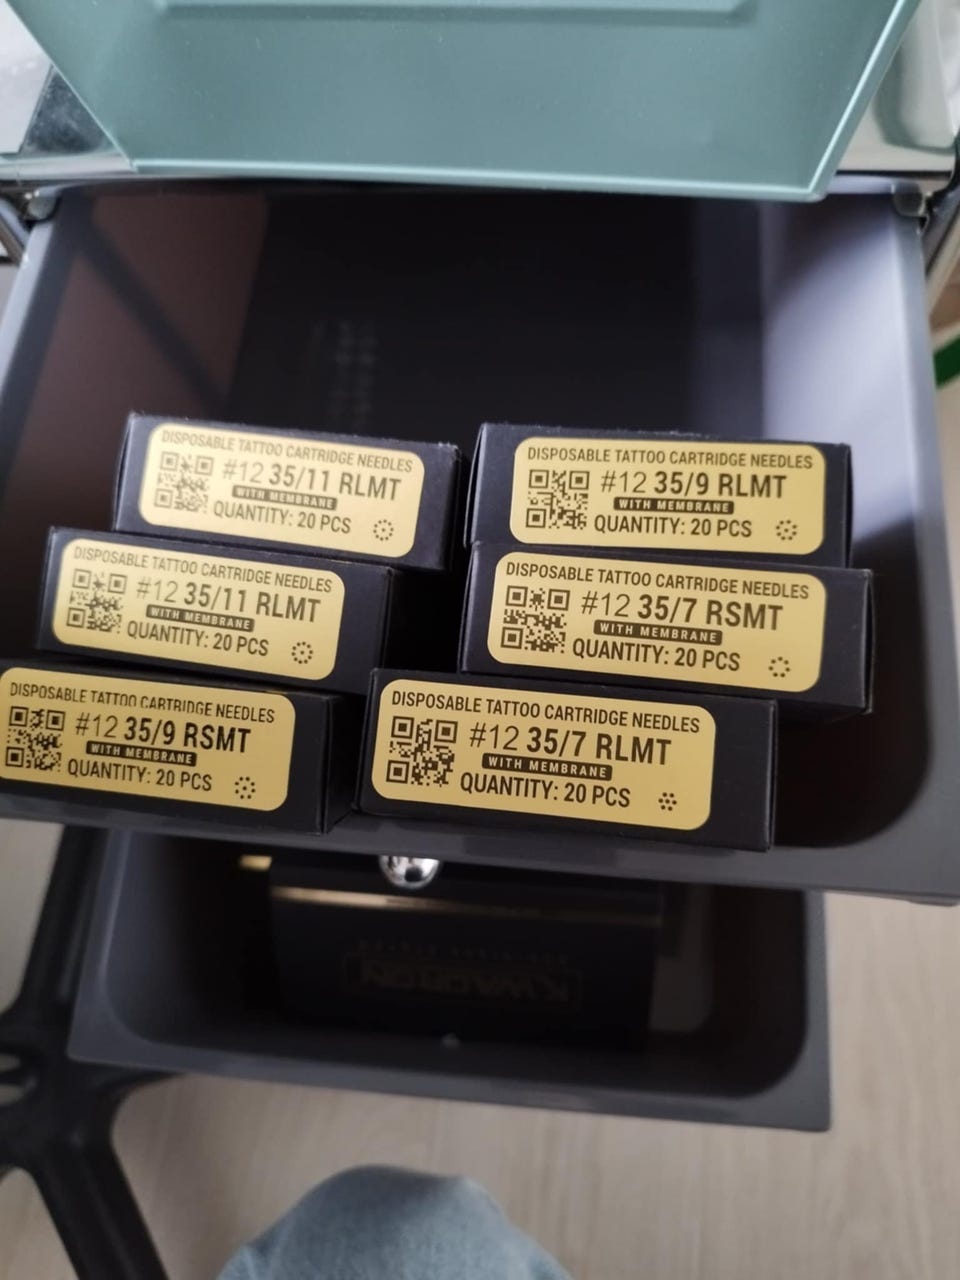 DISPOSABLE TATTOO CARTRIDGE NEEDLES
#12 35/11 RLMT
WITH MEMBRANE
QUANTITY: 20 PCS
DISPOSABLE TATTOO CARTRIDGE NEEDLES
#12 35/9 RLMT
WITH MEMBRANE
QUANTITY: 20 PCS
DISPOSABLE TATTOO CARTRIDGE NEEDLES
#12 35/11 RLMT
WITH MEMBRANE
QUANTITY: 20 PCS
DISPOSABLE TATTOO CARTRIDGE NEEDLES
#12 35/7 RSMT
WITH MEMBRANE
QUANTITY: 20 PCS
DISPOSABLE TATTOO CARTRIDGE NEEDLES
#12 35/9 RSMT
WITH MEMBRANE
QUANTITY: 20 PCS
DISPOSABLE TATTOO CARTRIDGE NEEDLES
#12 35/7 RLMT
WITH MEMBRANE
QUANTITY: 20 PCS
KWADRON